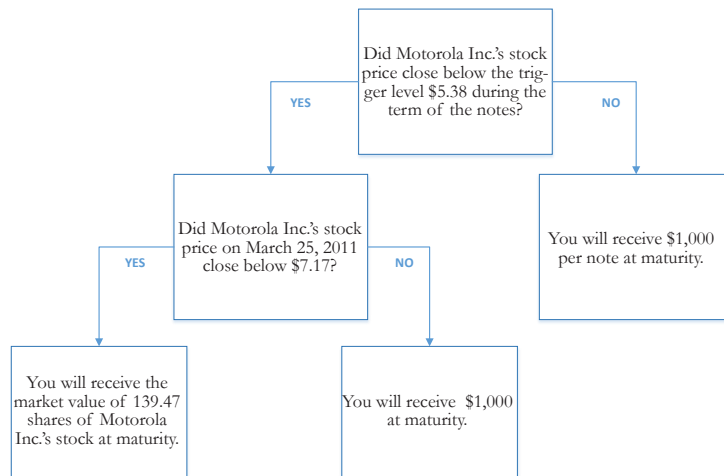 Did Motorola Inc.'s stock
price close below the trig-
ger level $5.38 during the
term of the notes?
YES
NO
Did Motorola Inc.'s stock
price on March 25, 2011
close below $7.17?
You will receive $1,000
per note at maturity.
YES
NO
You will receive the
market value of 139.47
shares of Motorola
Inc.'s stock at maturity.
You will receive $1,000
at maturity.